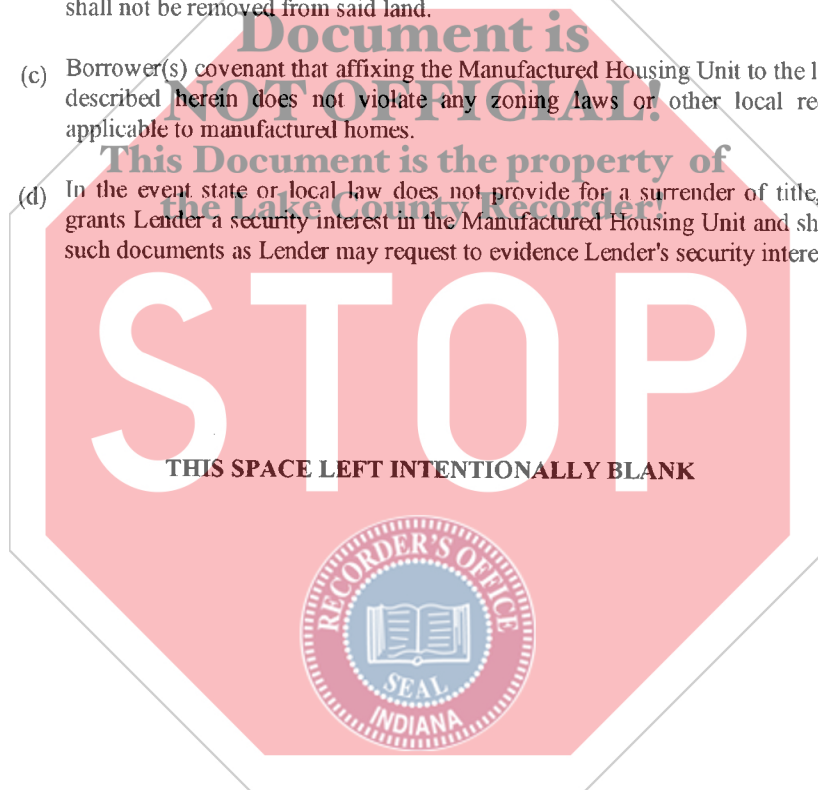 shall not be removed from said land.
Document is
(c) Borrower(s) covenant that affixing the Manufactured Housing Unit to the l
described herein does not violate any zoning laws or other local re
NOT OFFICIAL!
applicable to manufactured homes.
This Document is the property of
(d) In the event state or local law does not provide for a surrender of title,
the Lake County Recorder!
grants Lender a security interest in the Manufactured Housing Unit and sh
such documents as Lender may request to evidence Lender's security intere
STOP
THIS SPACE LEFT INTENTIONALLY BLANK
RECORDER'S OFFICE
SEAL
INDIANA